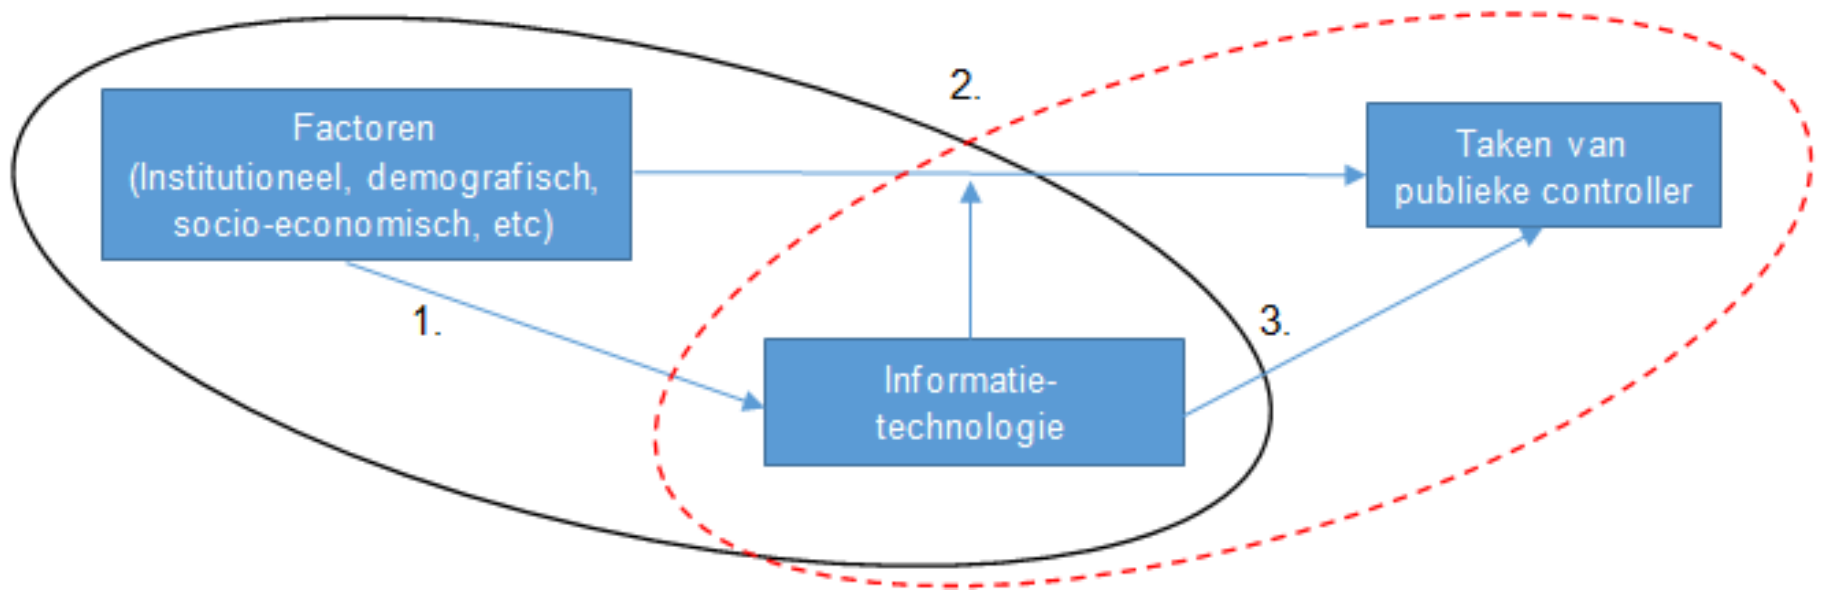 2.
Factoren
(Institutioneel, demografisch,
socio-economisch, etc)
Taken van
publieke controller
1.
3.
Informatie-
technologie